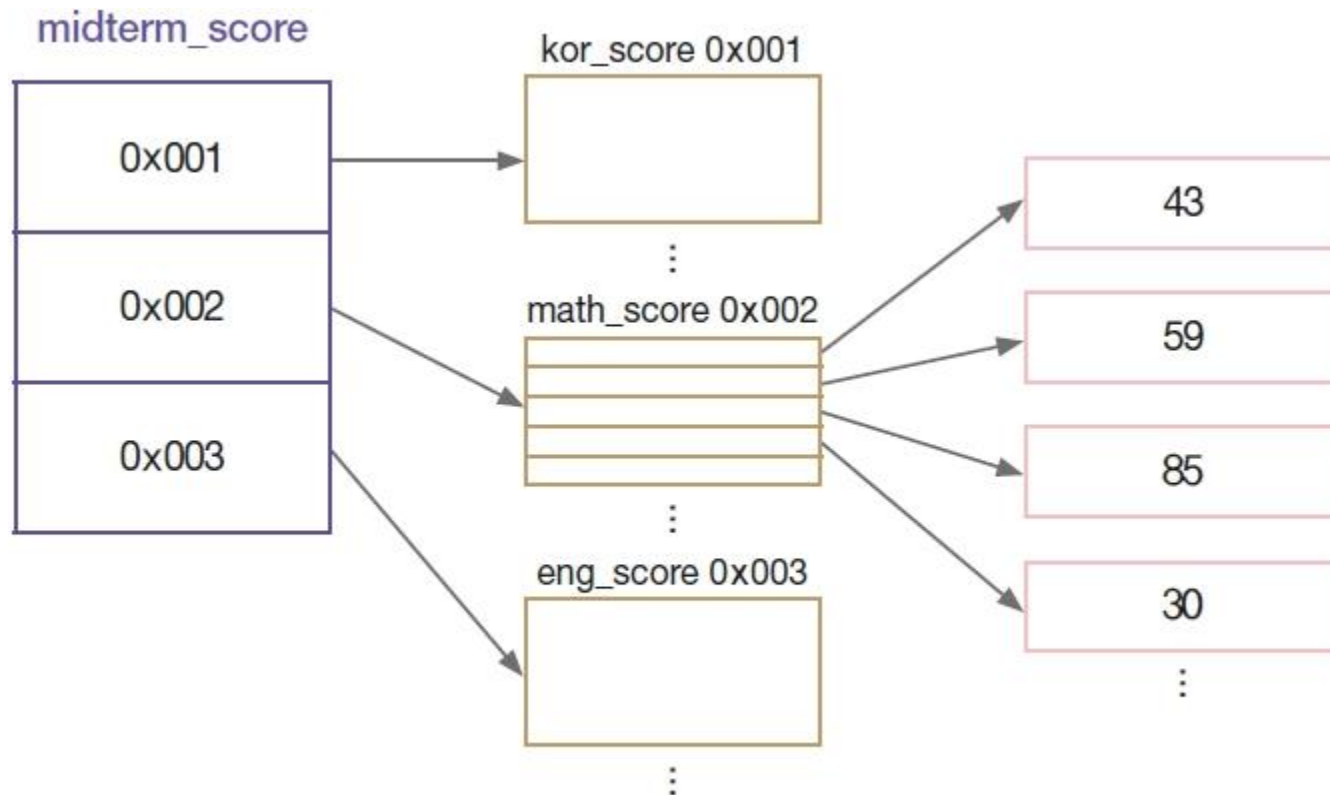 midterm_score
0x001
0x002
0x003
kor_score 0x001
⋮
math_score 0x002
⋮
eng_score 0x003
⋮
43
59
85
30
⋮